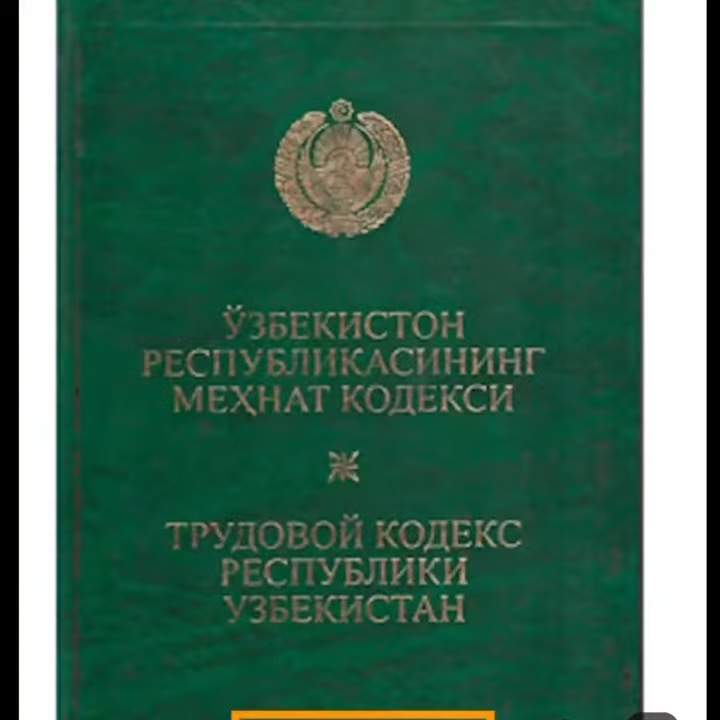 ЎЗБЕКИСТОН
РЕСПУБЛИКАСИНИНГ
МЕҲНАТ КОДЕКСИ
ТРУДОВОЙ КОДЕКС
РЕСПУБЛИКИ
УЗБЕКИСТАН